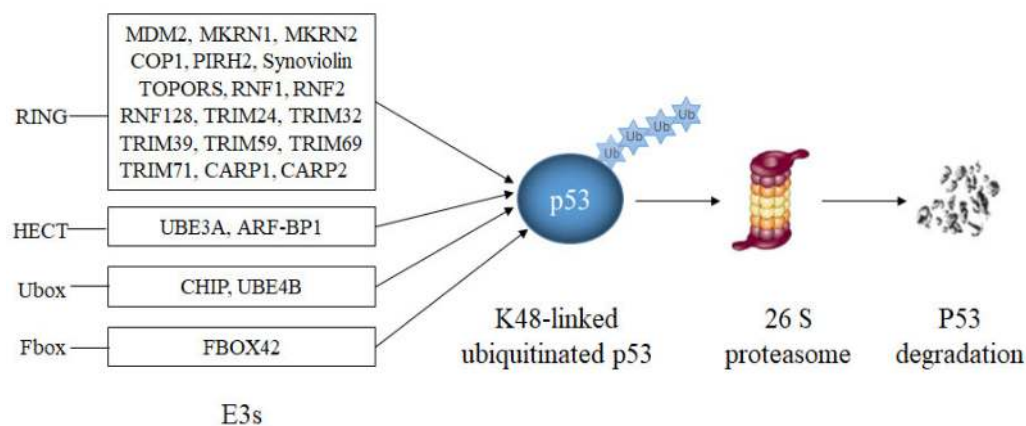 RING
MDM2, MKRN1, MKRN2
COP1, PIRH2, Synoviolin
TOPORS, RNF1, RNF2
RNF128, TRIM24, TRIM32
TRIM39, TRIM59, TRIM69
TRIM71, CARP1, CARP2
HECT
UBE3A, ARF-BP1
Ubox
CHIP, UBE4B
Fbox
FBOX42
E3s
Ub
Ub
Ub
Ub
p53
K48-linked
ubiquitinated p53
26 S
proteasome
P53
degradation